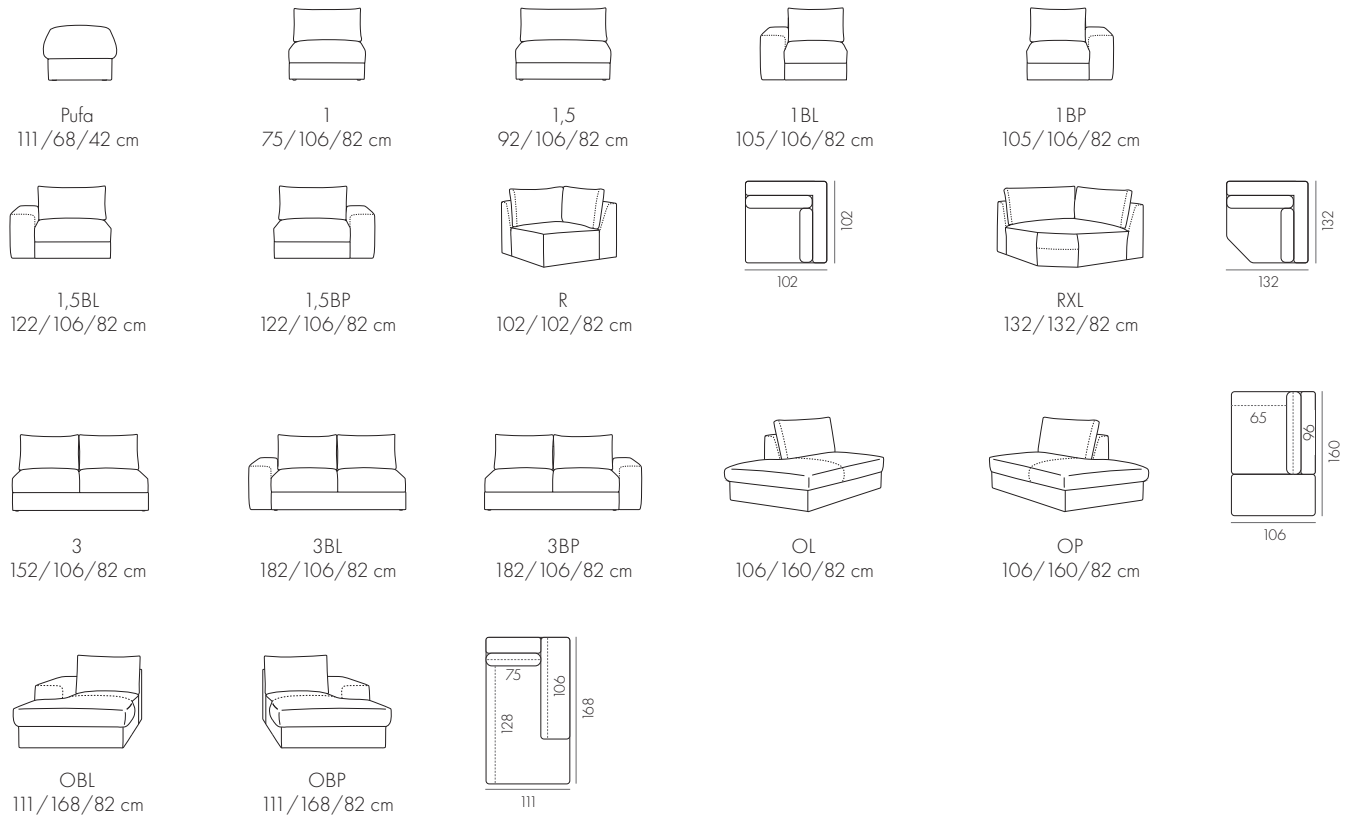 Pufa
111/68/42 cm
1
75/106/82 cm
1,5
92/106/82 cm
1BL
105/106/82 cm
1BP
105/106/82 cm
1,5BL
122/106/82 cm
1,5BP
122/106/82 cm
R
102/102/82 cm
102
102
RXL
132/132/82 cm
132
132
3
152/106/82 cm
3BL
182/106/82 cm
3BP
182/106/82 cm
OL
106/160/82 cm
OP
106/160/82 cm
65
96
160
106
OBL
111/168/82 cm
OBP
111/168/82 cm
75
106
128
168
111